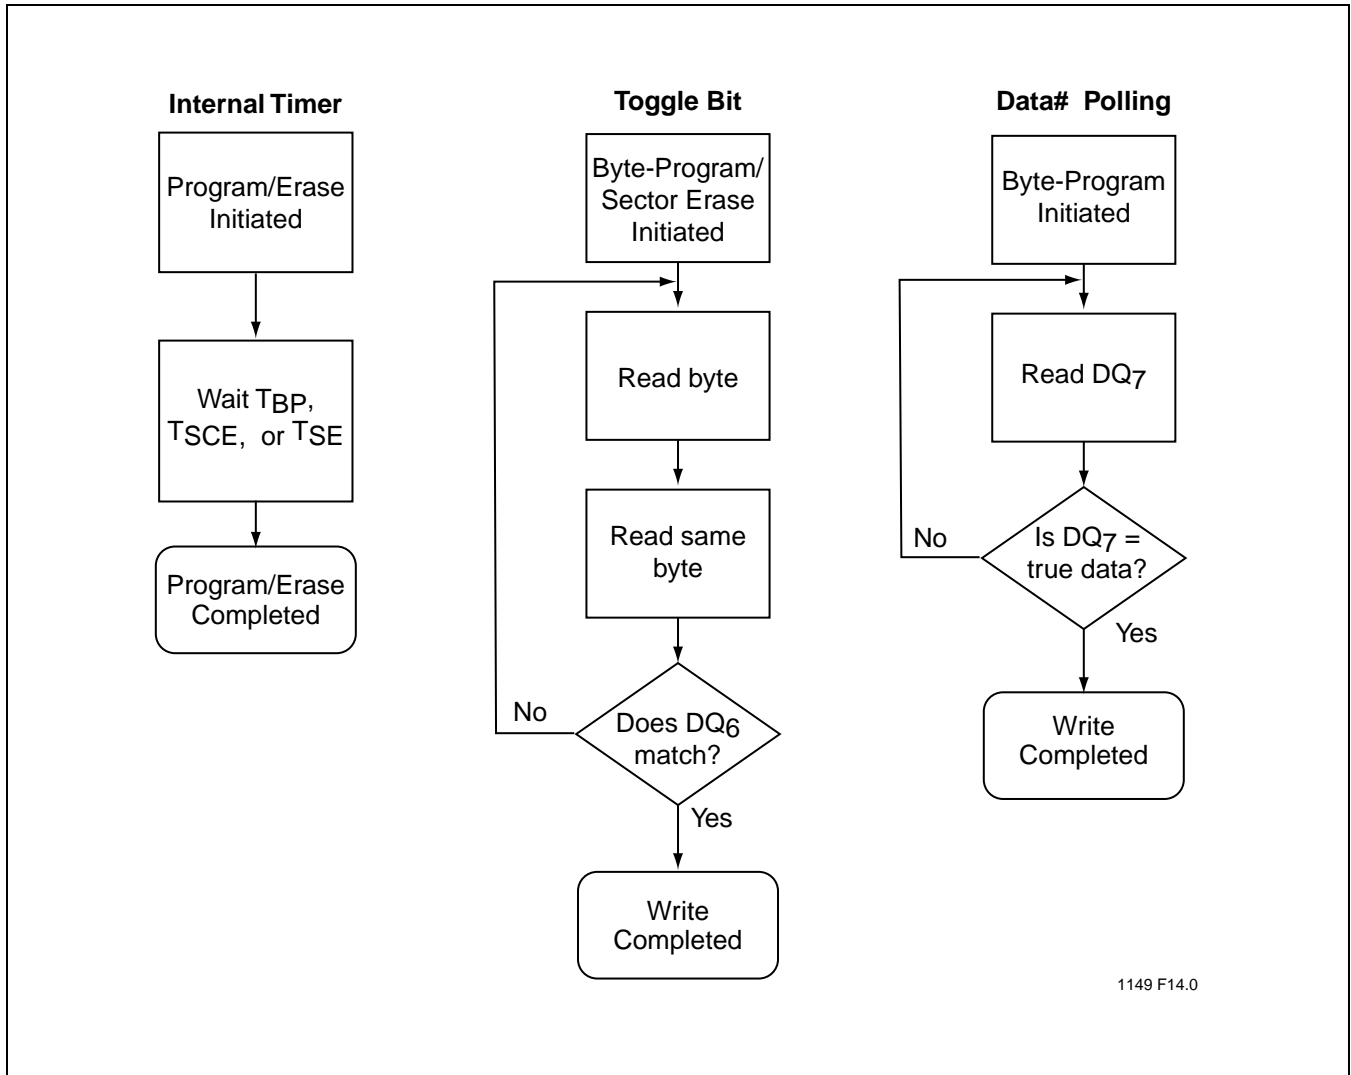 Internal Timer
Program/Erase
Initiated
Wait TBP,
TSCE, or TSE
Program/Erase
Completed
Toggle Bit
Byte-Program/
Sector Erase
Initiated
Read byte
Read same
byte
Does DQ6
match?
No
Yes
Write
Completed
Data# Polling
Byte-Program
Initiated
Read DQ7
Is DQ7 =
true data?
No
Yes
Write
Completed
1149 F14.0